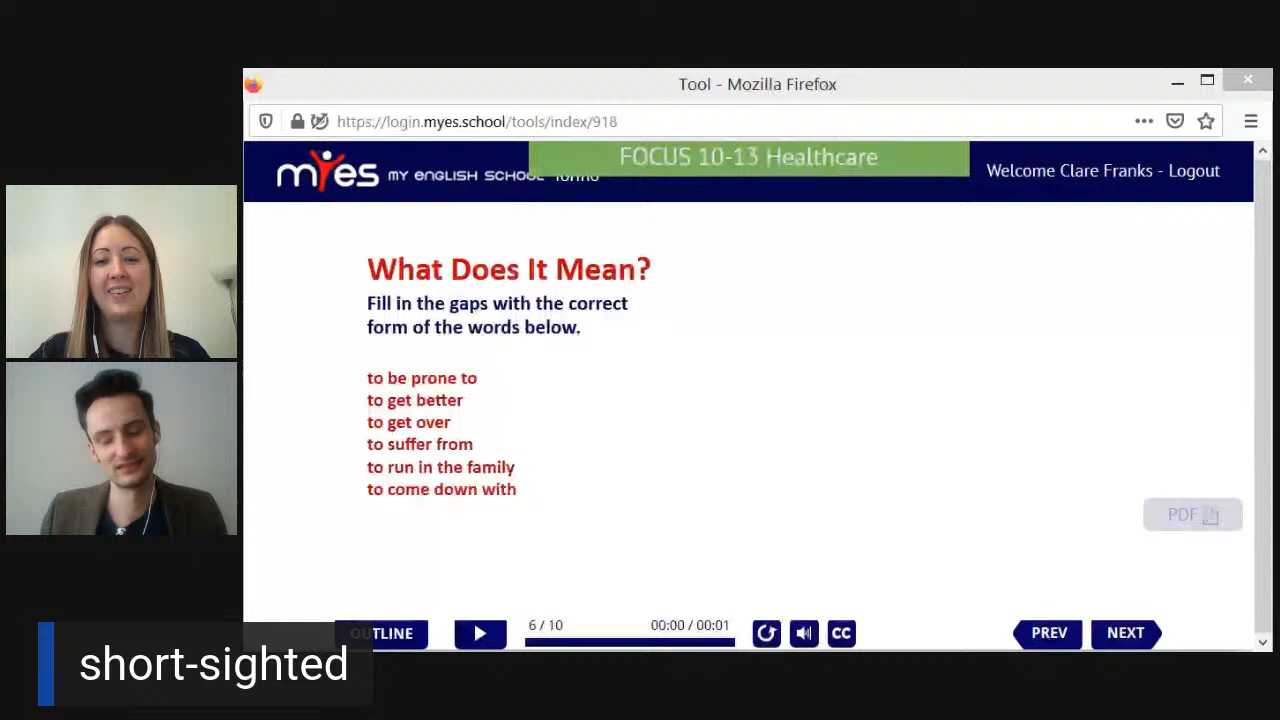 Tool - Mozilla Firefox
https://login.myes.school/tools/index/918
FOCUS 10-13 Healthcare
myes MY ENGLISH SCHOOL Torino
Welcome Clare Franks - Logout
What Does It Mean?
Fill in the gaps with the correct
form of the words below.
to be prone to
to get better
to get over
to suffer from
to run in the family
to come down with
PDF
OUTLINE
6 / 10
00:00 / 00:01
CC
PREV
NEXT
short-sighted